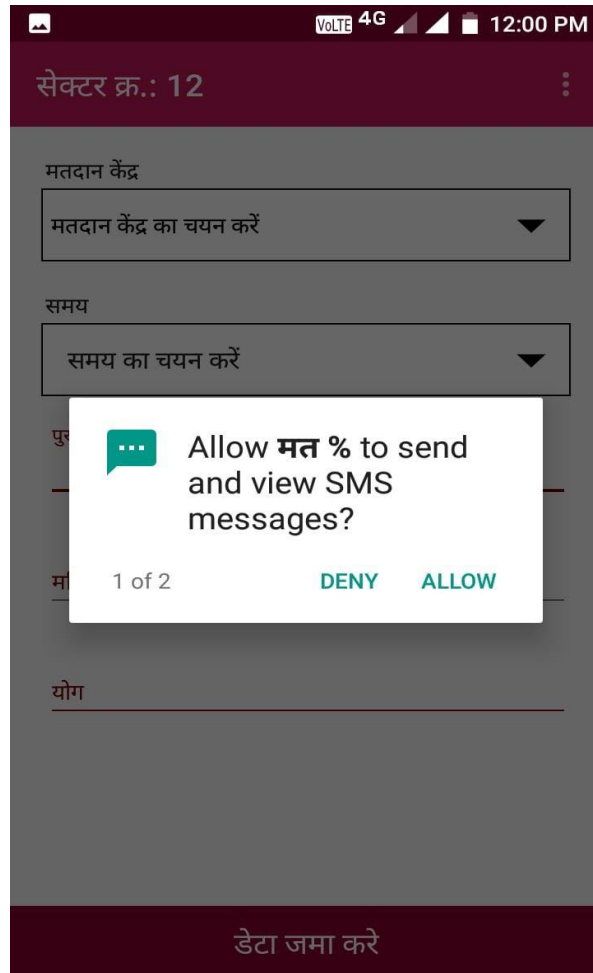 VoLTE 4G 12:00 PM
सेक्टर क्र.: 12
मतदान केंद्र
मतदान केंद्र का चयन करें
समय
समय का चयन करें
Allow मत % to send
and view SMS
messages?
1 of 2 DENY ALLOW
योग
डेटा जमा करे